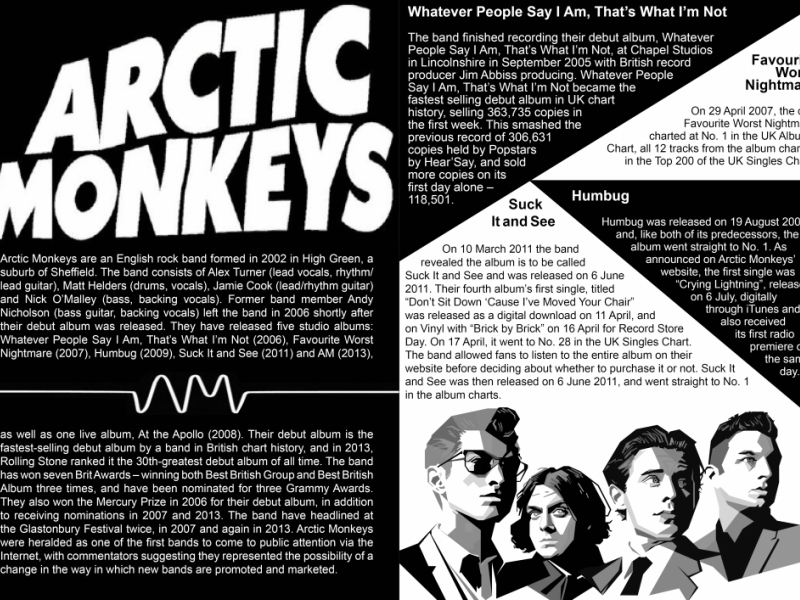 ARCTIC
MONKEYS
Arctic Monkeys are an English rock band formed in 2002 in High Green, a
suburb of Sheffield. The band consists of Alex Turner (lead vocals, rhythm/
lead guitar), Matt Helders (drums, vocals), Jamie Cook (lead/rhythm guitar)
and Nick O'Malley (bass, backing vocals). Former band member Andy
Nicholson (bass guitar, backing vocals) left the band in 2006 shortly after
their debut album was released. They have released five studio albums:
Whatever People Say I Am, That's What I'm Not (2006), Favourite Worst
Nightmare (2007), Humbug (2009), Suck It and See (2011) and AM (2013),
as well as one live album, At the Apollo (2008). Their debut album is the
fastest-selling debut album by a band in British chart history, and in 2013,
Rolling Stone ranked it the 30th-greatest debut album of all time. The band
has won seven Brit Awards – winning both Best British Group and Best British
Album three times, and have been nominated for three Grammy Awards.
They also won the Mercury Prize in 2006 for their debut album, in addition
to receiving nominations in 2007 and 2013. The band have headlined at
the Glastonbury Festival twice, in 2007 and again in 2013. Arctic Monkeys
were heralded as one of the first bands to come to public attention via the
Internet, with commentators suggesting they represented the possibility of a
change in the way in which new bands are promoted and marketed.
Whatever People Say I Am, That's What I'm Not
The band finished recording their debut album, Whatever
People Say I Am, That's What I'm Not, at Chapel Studios
in Lincolnshire in September 2005 with British record
producer Jim Abbiss producing. Whatever People
Say I Am, That's What I'm Not became the
fastest selling debut album in UK chart
history, selling 363,735 copies in
the first week. This smashed the
previous record of 306,631
copies held by Popstars
by Hear'Say, and sold
more copies on its
first day alone –
118,501.
Favouri
Wor
Nightma
On 29 April 2007, the
Favourite Worst Nightm
charted at No. 1 in the UK Albu
Chart, all 12 tracks from the album char
in the Top 200 of the UK Singles Ch
Suck
It and See
On 10 March 2011 the band
revealed the album is to be called
Suck It and See and was released on 6 June
2011. Their fourth album's first single, titled
“Don't Sit Down ‘Cause I've Moved Your Chair”
was released as a digital download on 11 April, and
on Vinyl with “Brick by Brick” on 16 April for Record Store
Day. On 17 April, it went to No. 28 in the UK Singles Chart.
The band allowed fans to listen to the entire album on their
website before deciding about whether to purchase it or not. Suck It
and See was then released on 6 June 2011, and went straight to No. 1
in the album charts.
Humbug
Humbug was released on 19 August 200
and, like both of its predecessors, the
album went straight to No. 1. As
announced on Arctic Monkeys'
website, the first single was
“Crying Lightning”, releas
on 6 July, digitally
through iTunes and
also received
its first radio
premiere
the sam
day.